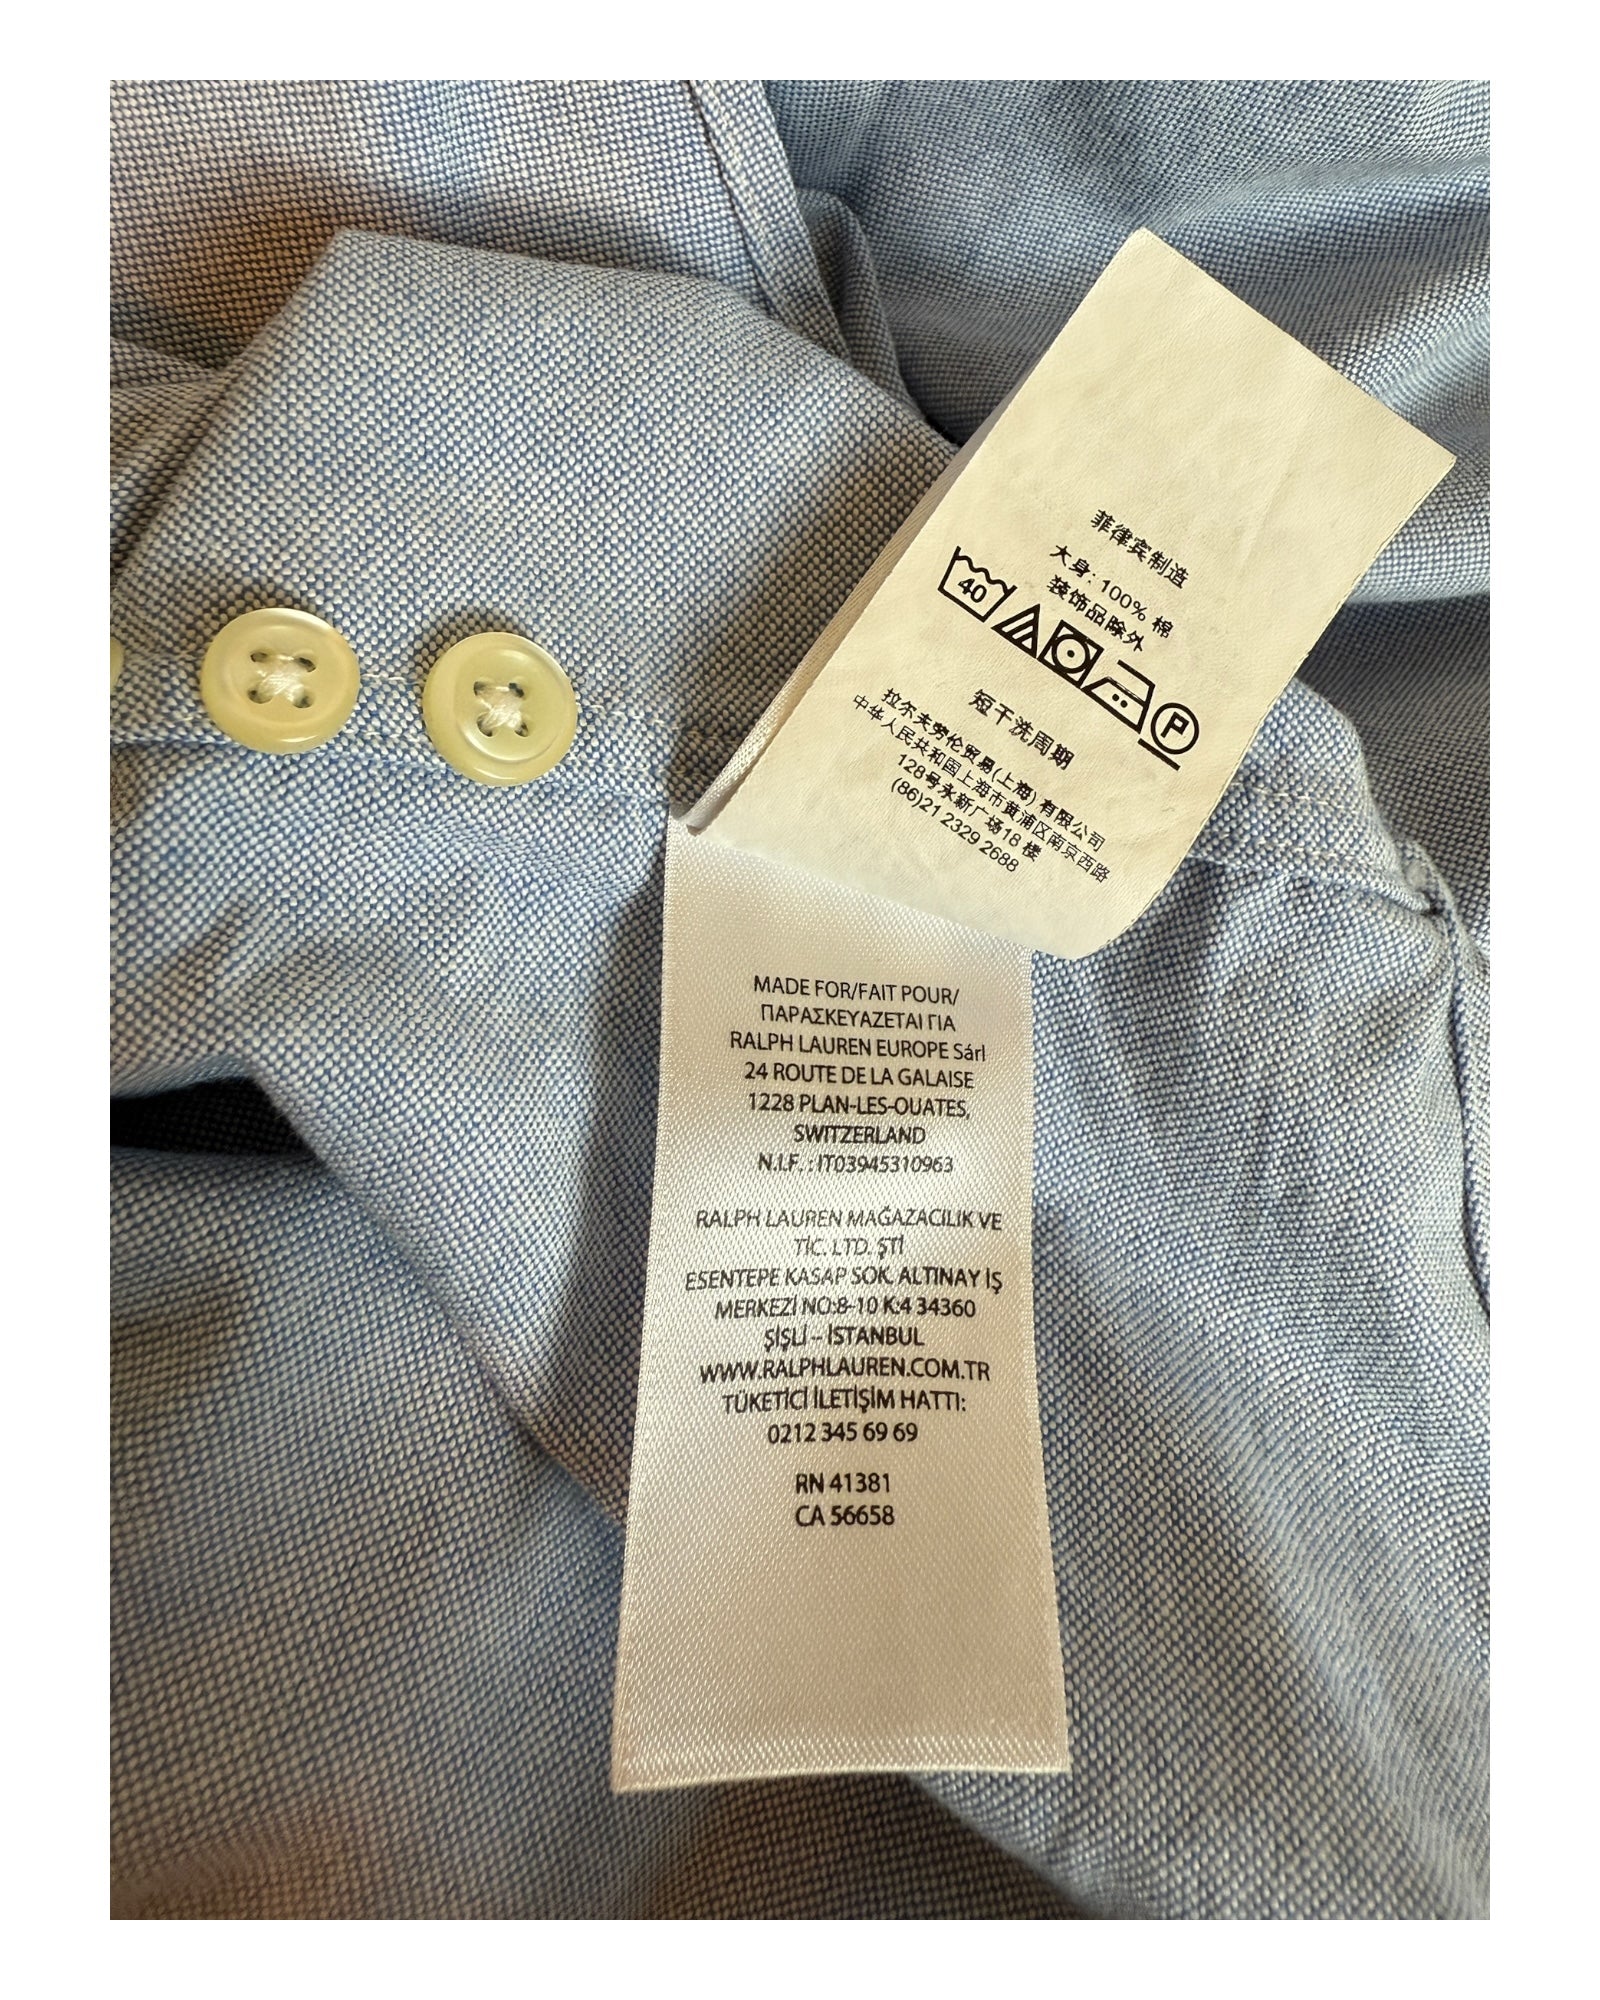 菲律宾制造
大身: 100% 棉
装饰品除外
40
P
短干洗周期
拉尔夫劳伦贸易(上海)有限公司
中华人民共和国上海市黄浦区南京西路
128号永新广场18 楼
(86)21 2329 2688
MADE FOR/FAIT POUR/
ΠΑΡΑΣΚΕΥΑΖΕΤΑΙ ΓΙΑ
RALPH LAUREN EUROPE Sárl
24 ROUTE DE LA GALAISE
1228 PLAN-LES-OUATES,
SWITZERLAND
N.I.F. : IT03945310963
RALPH LAUREN MAĞAZACILIK VE
TİC. LTD. ŞTİ
ESENTEPE KASAP SOK. ALTINAY İŞ
MERKEZİ NO:8-10 K:4 34360
ŞİŞLİ – İSTANBUL
WWW.RALPHLAUREN.COM.TR
TÜKETİCİ İLETİŞİM HATTI:
0212 345 69 69
RN 41381
CA 56658